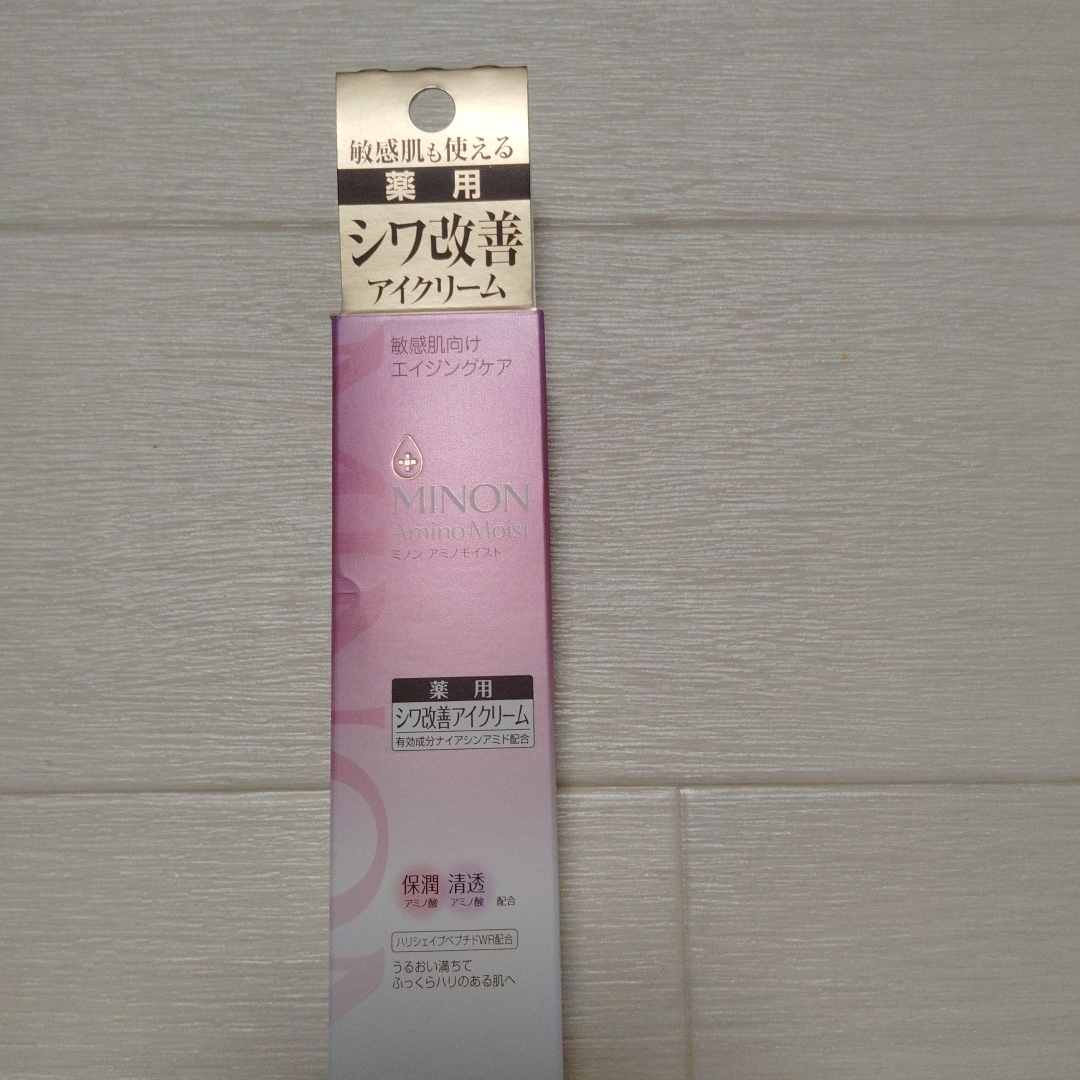 敏感肌も使える
薬用
シワ改善
アイクリーム
敏感肌向け
エイジングケア
MINON
Amino Moist
ミノン アミノモイスト
薬用
シワ改善アイクリーム
有効成分ナイアシンアミド配合
保潤 清透
アミノ酸 アミノ酸 配合
ハリシェイプペプチドWR配合
うるおい満ちて
ふっくらハリのある肌へ